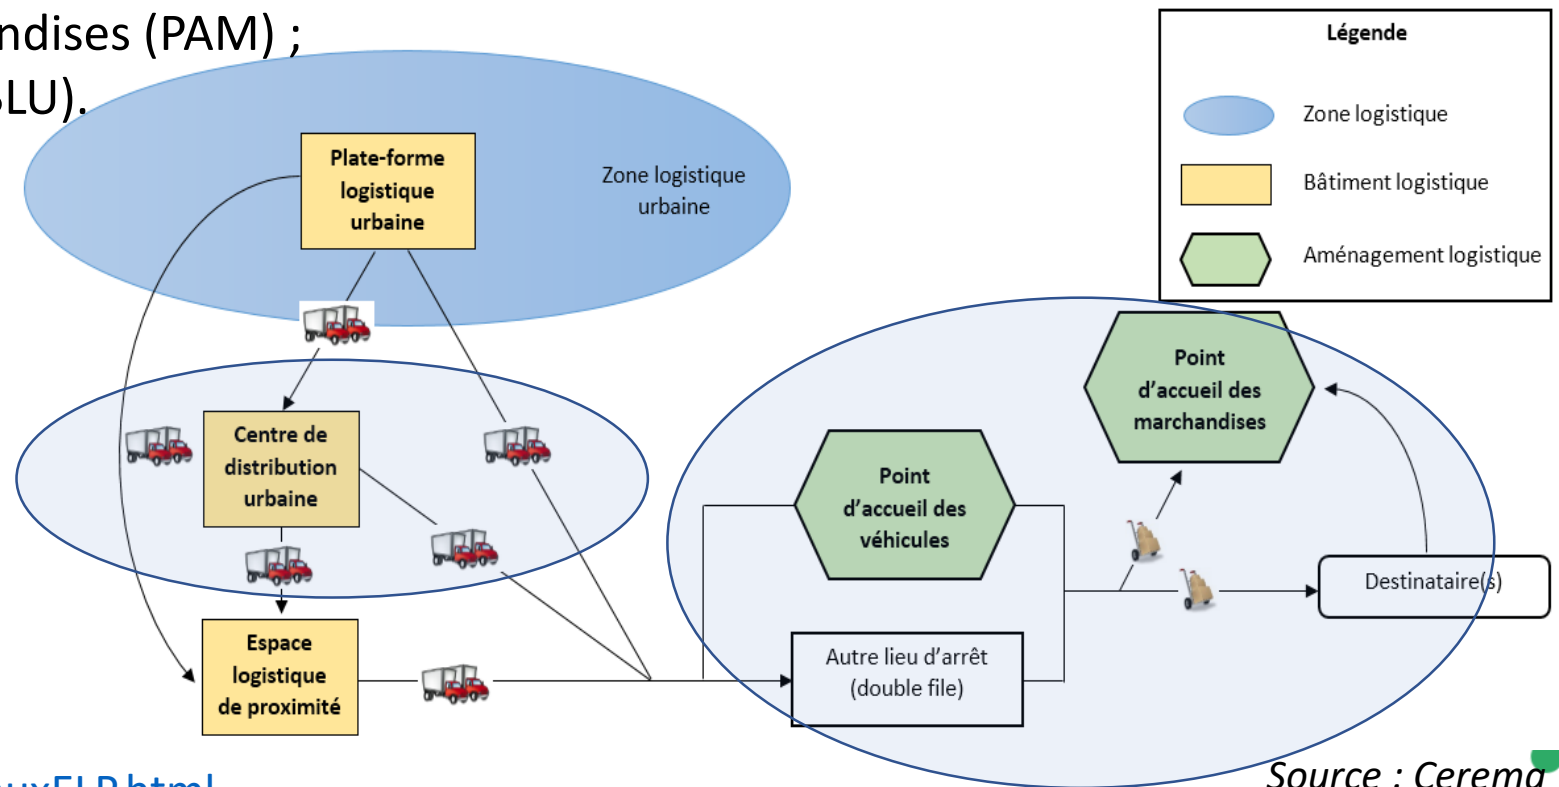 ndises (PAM) ;
SLU).
Plate-forme
logistique
urbaine
Zone logistique
urbaine
Légende
Zone logistique
Bâtiment logistique
Aménagement logistique
Centre de
distribution
urbaine
Espace
logistique
de proximité
Point
d’accueil des
véhicules
Autre lieu d’arrêt
(double file)
Point
d’accueil des
marchandises
Destinataire(s)
Source : Cerema